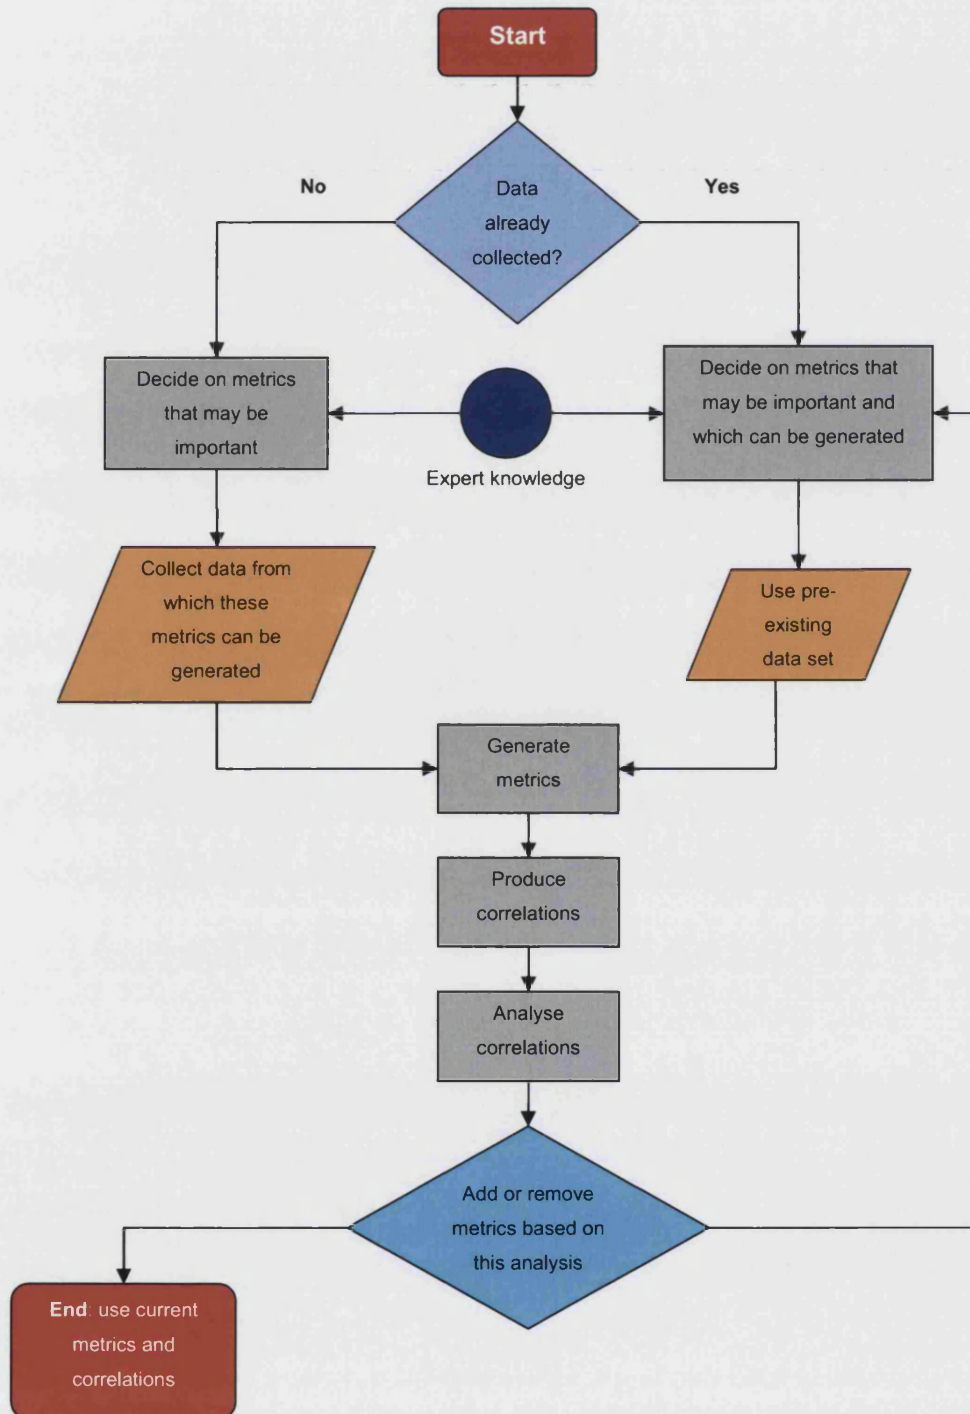 Start
No
Data
already
collected?
Yes
Decide on metrics
that may be
important
Expert knowledge
Decide on metrics that
may be important and
which can be generated
Collect data from
which these
metrics can be
generated
Use pre-
existing
data set
Generate
metrics
Produce
correlations
Analyse
correlations
Add or remove
metrics based on
this analysis
End: use current
metrics and
correlations